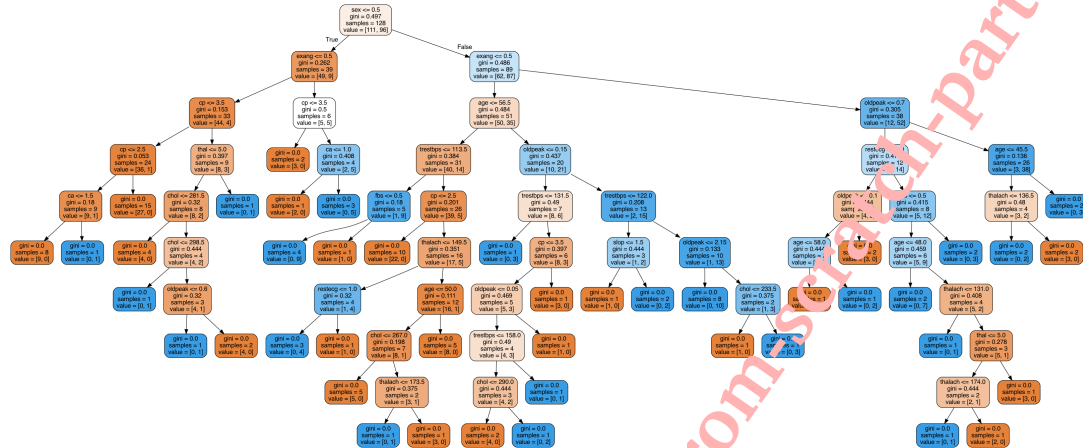 sex <= 0.5
gini = 0.497
samples = 128
value = [111, 96]
True
False
exang <= 0.5
gini = 0.262
samples = 39
value = [49, 9]
exang <= 0.5
gini = 0.486
samples = 89
value = [62, 87]
cp <= 3.5
gini = 0.153
samples = 33
value = [44, 4]
cp <= 3.5
gini = 0.5
samples = 6
value = [5, 5]
age <= 56.5
gini = 0.484
samples = 51
value = [50, 35]
oldpeak <= 0.7
gini = 0.305
samples = 38
value = [12, 52]
cp <= 2.5
gini = 0.053
samples = 24
value = [36, 1]
thal <= 5.0
gini = 0.397
samples = 9
value = [8, 3]
gini = 0.0
samples = 2
value = [3, 0]
ca <= 1.0
gini = 0.408
samples = 4
value = [2, 5]
trestbps <= 113.5
gini = 0.384
samples = 31
value = [40, 14]
oldpeak <= 0.15
gini = 0.437
samples = 20
value = [10, 21]
samples = 12
age <= 45.5
gini = 0.136
samples = 26
value = [3, 38]
ca <= 1.5
gini = 0.18
samples = 9
value = [9, 1]
gini = 0.0
samples = 15
value = [27, 0]
chol <= 281.5
gini = 0.32
samples = 8
value = [8, 2]
gini = 0.0
samples = 1
value = [0, 1]
gini = 0.0
samples = 1
value = [2, 0]
gini = 0.0
samples = 3
value = [0, 5]
fbs <= 0.5
gini = 0.18
samples = 5
value = [1, 9]
cp <= 2.5
gini = 0.201
samples = 26
value = [39, 5]
trestbps <= 131.5
gini = 0.49
samples = 7
value = [8, 6]
trestbps <= 122.0
gini = 0.208
samples = 13
value = [2, 15]
gini = 0.415
samples = 8
value = [5, 12]
thalach <= 136.5
gini = 0.48
samples = 4
value = [3, 2]
gini = 0.0
gini = 0.0
samples = 8
value = [9, 0]
gini = 0.0
samples = 1
value = [0, 1]
gini = 0.0
samples = 4
value = [4, 0]
chol <= 298.5
gini = 0.444
samples = 4
value = [4, 2]
gini = 0.0
samples = 4
value = [0, 9]
gini = 0.0
samples = 1
value = [1, 0]
gini = 0.0
samples = 10
value = [22, 0]
thalach <= 149.5
gini = 0.351
samples = 16
value = [17, 5]
gini = 0.0
samples = 1
value = [0, 3]
cp <= 3.5
gini = 0.397
samples = 6
value = [8, 3]
slop <= 1.5
gini = 0.444
samples = 3
value = [1, 2]
oldpeak <= 2.15
gini = 0.133
samples = 10
value = [1, 13]
age <= 58.0
gini = 0.444
age <= 48.0
gini = 0.459
samples = 6
value = [5, 9]
gini = 0.0
samples = 2
value = [0, 3]
gini = 0.0
samples = 2
value = [0, 2]
gini = 0.0
samples = 2
value = [3, 0]
gini = 0.0
samples = 1
value = [0, 1]
oldpeak <= 0.8
gini = 0.32
samples = 3
value = [4, 1]
restecg <= 1.0
gini = 0.32
samples = 4
value = [1, 4]
age <= 50.0
gini = 0.111
samples = 12
value = [16, 1]
oldpeak <= 0.05
gini = 0.469
samples = 5
value = [5, 3]
gini = 0.0
samples = 1
value = [3, 0]
gini = 0.0
samples = 1
value = [1, 0]
gini = 0.0
samples = 2
value = [0, 2]
gini = 0.0
samples = 8
value = [0, 10]
chol <= 233.5
gini = 0.375
samples = 2
value = [1, 3]
gini = 0.0
samples = 1
value = [0, 2]
gini = 0.0
samples = 2
value = [0, 7]
thalach <= 131.0
gini = 0.408
samples = 4
value = [5, 2]
gini = 0.0
samples = 1
value = [0, 1]
gini = 0.0
samples = 2
value = [4, 0]
gini = 0.0
samples = 3
value = [0, 4]
gini = 0.0
samples = 1
value = [1, 0]
chol <= 267.0
gini = 0.198
samples = 7
value = [8, 1]
gini = 0.0
samples = 5
value = [8, 0]
trestbps <= 158.0
gini = 0.49
samples = 4
value = [4, 3]
gini = 0.0
samples = 1
value = [1, 0]
gini = 0.0
samples = 1
value = [1, 0]
value = [0, 3]
gini = 0.0
samples = 1
value = [0, 1]
thal <= 5.0
gini = 0.278
samples = 3
value = [5, 1]
gini = 0.0
samples = 5
value = [5, 0]
thalach <= 173.5
gini = 0.375
samples = 2
value = [3, 1]
chol <= 290.0
gini = 0.444
samples = 3
value = [4, 2]
gini = 0.0
samples = 1
value = [0, 1]
thalach <= 174.0
gini = 0.444
samples = 2
value = [2, 1]
gini = 0.0
samples = 1
value = [3, 0]
gini = 0.0
samples = 1
value = [0, 1]
gini = 0.0
samples = 1
value = [3, 0]
gini = 0.0
samples = 2
value = [4, 0]
gini = 0.0
samples = 1
value = [0, 2]
gini = 0.0
samples = 1
value = [0, 1]
gini = 0.0
samples = 1
value = [2, 0]
om-scratch-part